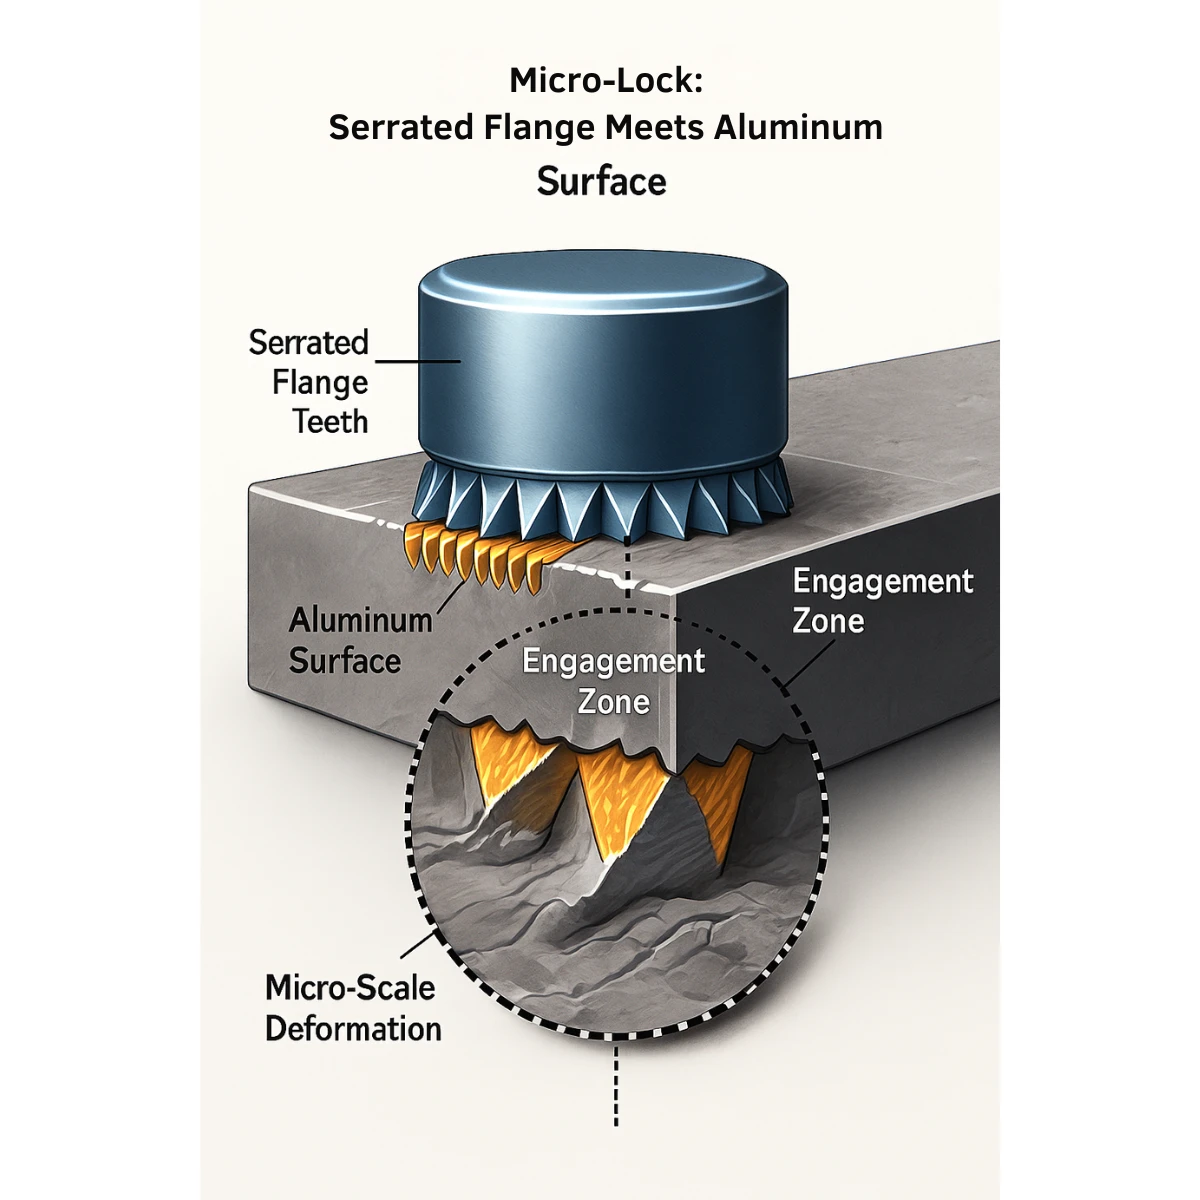 Micro-Lock:
Serrated Flange Meets Aluminum
Surface
Serrated
Flange
Teeth
Engagement
Zone
Aluminum
Surface
Engagement
Zone
Micro-Scale
Deformation